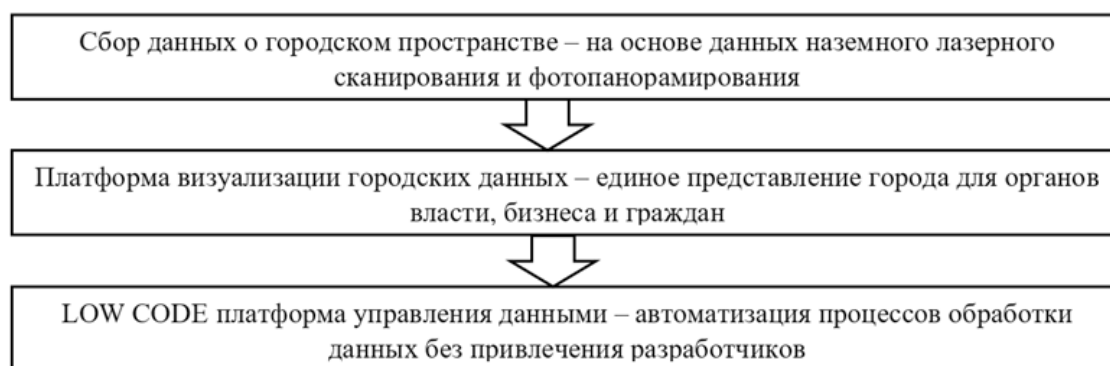 Сбор данных о городском пространстве – на основе данных наземного лазерного
сканирования и фотопанорамирования
Платформа визуализации городских данных – единое представление города для органов
власти, бизнеса и граждан
LOW CODE платформа управления данными – автоматизация процессов обработки
данных без привлечения разработчиков